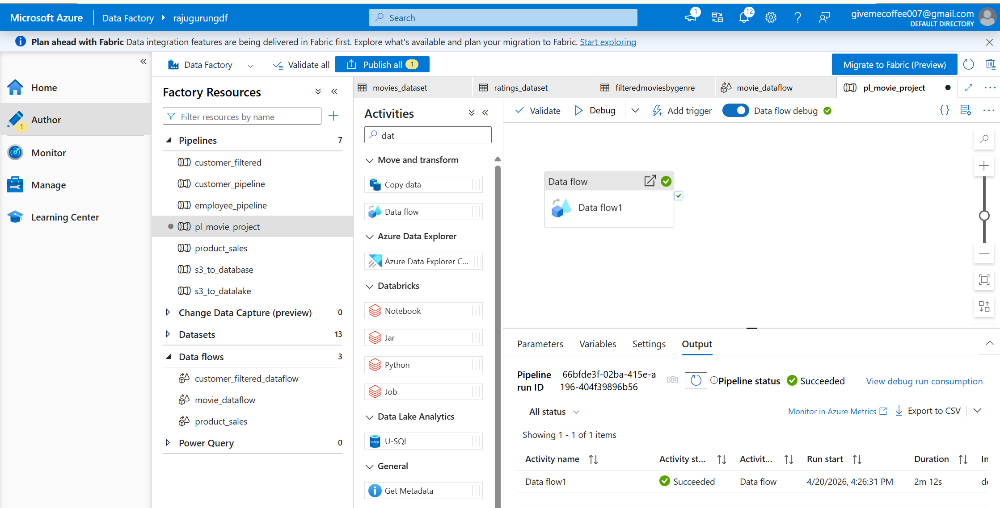 Microsoft Azure
Data Factory
rajugurungdf
Search
1
12
givemecoffee007@gmail.com
DEFAULT DIRECTORY
Plan ahead with Fabric Data integration features are being delivered in Fabric first. Explore what's available and plan your migration to Fabric. Start exploring
Home
Author
1
Monitor
Manage
Learning Center
Data Factory
Validate all
Publish all 1
Migrate to Fabric (Preview)
Factory Resources
Filter resources by name
Pipelines 7
customer_filtered
customer_pipeline
employee_pipeline
pl_movie_project
product_sales
s3_to_database
s3_to_datalake
Change Data Capture (preview) 0
Datasets 13
Data flows 3
customer_filtered_dataflow
movie_dataflow
product_sales
Power Query 0
movies_dataset
ratings_dataset
filteredmoviesbygenre
movie_dataflow
pl_movie_project
Activities
dat
Move and transform
Copy data
Data flow
Azure Data Explorer
Azure Data Explorer C...
Databricks
Notebook
Jar
Python
Job
Data Lake Analytics
U-SQL
U-SQL
General
Get Metadata
Validate
Debug
Add trigger
Data flow debug
Data flow
Data flow1
Parameters
Variables
Settings
Output
Pipeline run ID
66bfde3f-02ba-415e-a
196-404f39896b56
[@]
Pipeline status
Succeeded
View debug run consumption
All status
Monitor in Azure Metrics
Export to CSV
Showing 1 - 1 of 1 items
Activity name Activity st... Activit... Run start Duration In
Data flow1 Succeeded Data flow 4/20/2026, 4:26:31 PM 2m 12s de